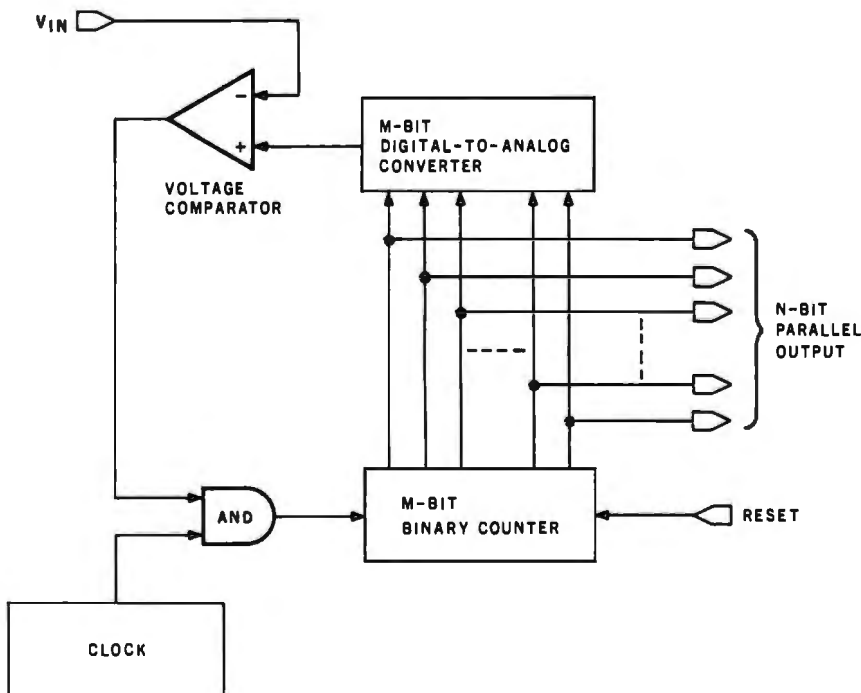 VIN
−
+
VOLTAGE
COMPARATOR
M-BIT
DIGITAL-TO-ANALOG
CONVERTER
N-BIT
PARALLEL
OUTPUT
AND
M-BIT
BINARY COUNTER
RESET
CLOCK